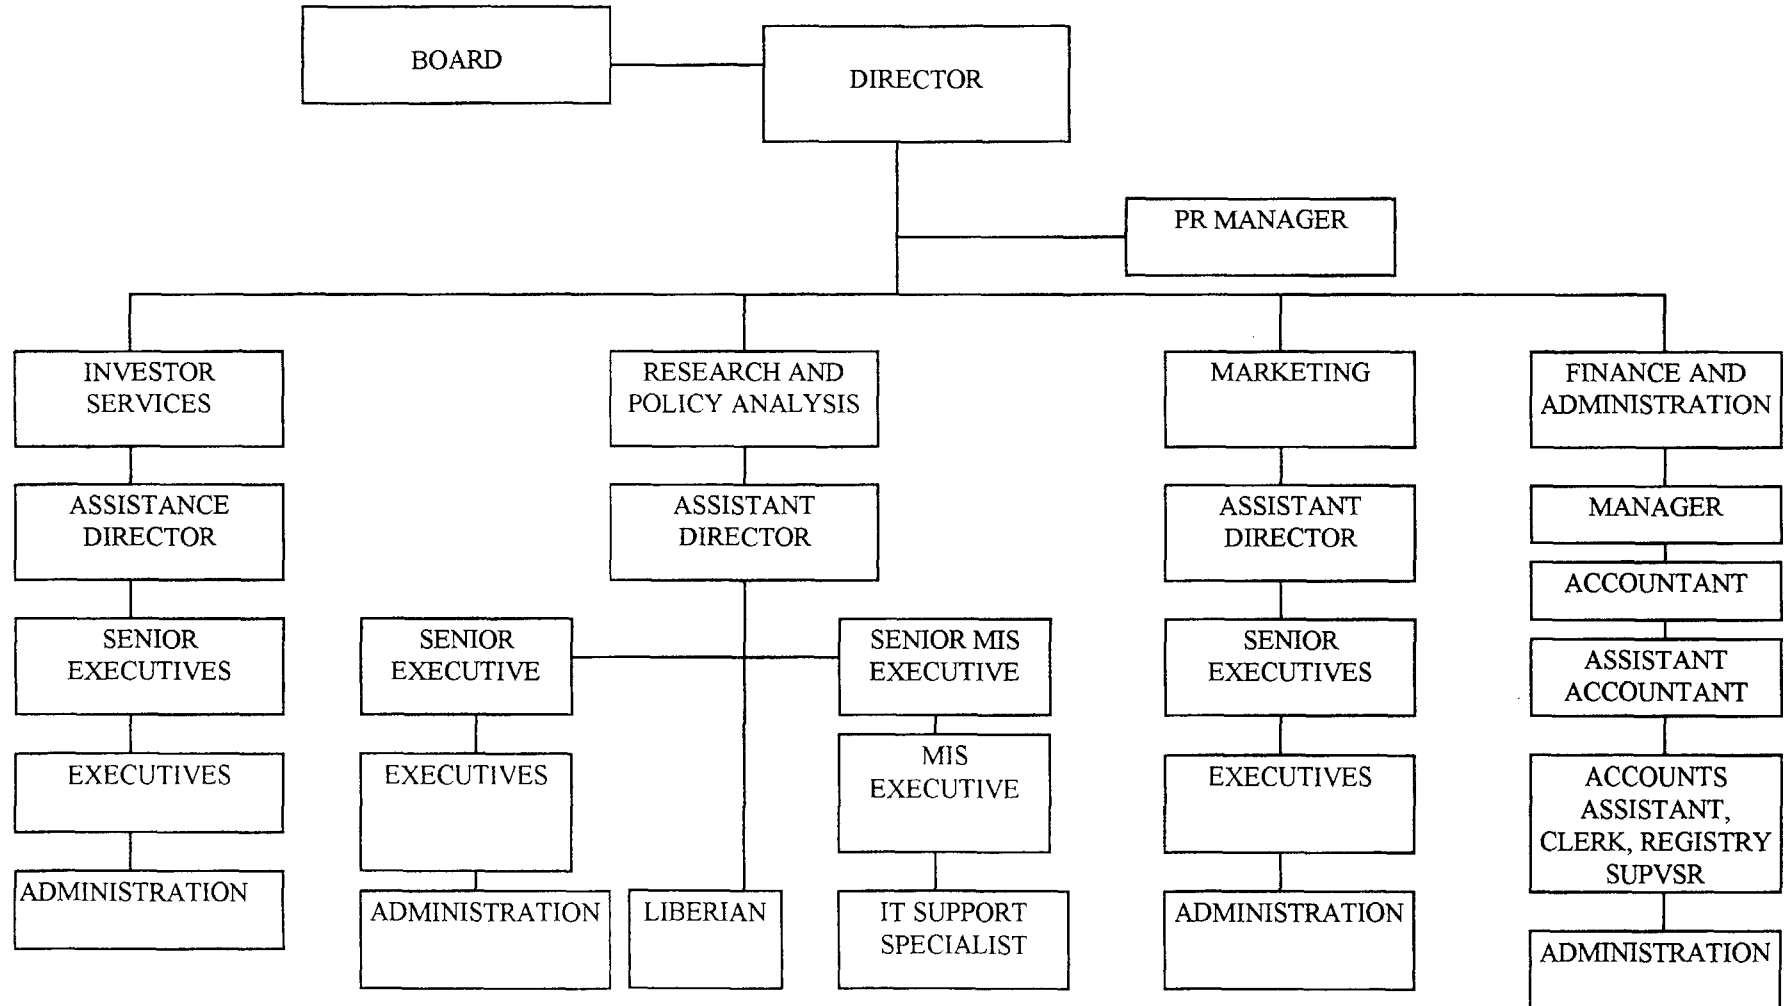 BOARD
DIRECTOR
PR MANAGER
INVESTOR
SERVICES
RESEARCH AND
POLICY ANALYSIS
MARKETING
FINANCE AND
ADMINISTRATION
ASSISTANCE
DIRECTOR
ASSISTANT
DIRECTOR
ASSISTANT
DIRECTOR
MANAGER
ACCOUNTANT
SENIOR
EXECUTIVES
SENIOR
EXECUTIVE
SENIOR MIS
EXECUTIVE
SENIOR
EXECUTIVES
ASSISTANT
ACCOUNTANT
EXECUTIVES
EXECUTIVES
MIS
EXECUTIVE
EXECUTIVES
ACCOUNTS
ASSISTANT,
CLERK, REGISTRY
SUPVSR
ADMINISTRATION
ADMINISTRATION
LIBERIAN
IT SUPPORT
SPECIALIST
ADMINISTRATION
ADMINISTRATION